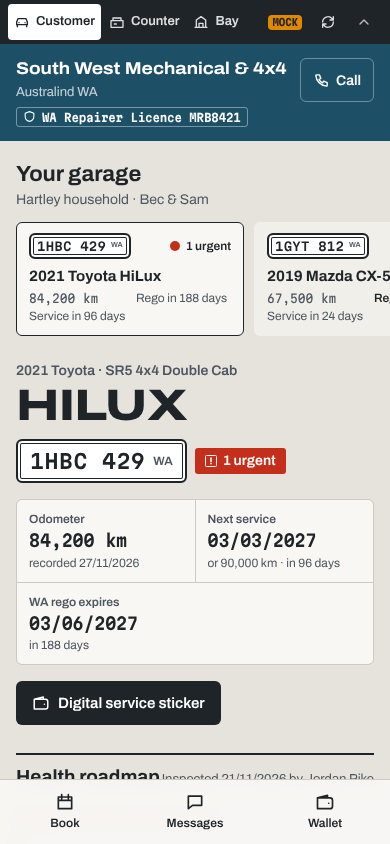 Customer Counter Bay MOCK
South West Mechanical & 4x4
Australind WA
WA Repairer Licence MRB8421
Call
Your garage
Hartley household · Bec & Sam
1HBC 429 WA 1 urgent
2021 Toyota HiLux
84,200 km Rego in 188 days
Service in 96 days
1GYT 812 WA
2019 Mazda CX-5
67,500 km
Service in 24 days
2021 Toyota · SR5 4x4 Double Cab
HILUX
1HBC 429 WA 1 urgent
Odometer
84,200 km
recorded 27/11/2026
Next service
03/03/2027
or 90,000 km · in 96 days
WA rego expires
03/06/2027
in 188 days
Digital service sticker
Health roadmap Inspected 21/11/2026 by Jordan Pike
Book Messages Wallet